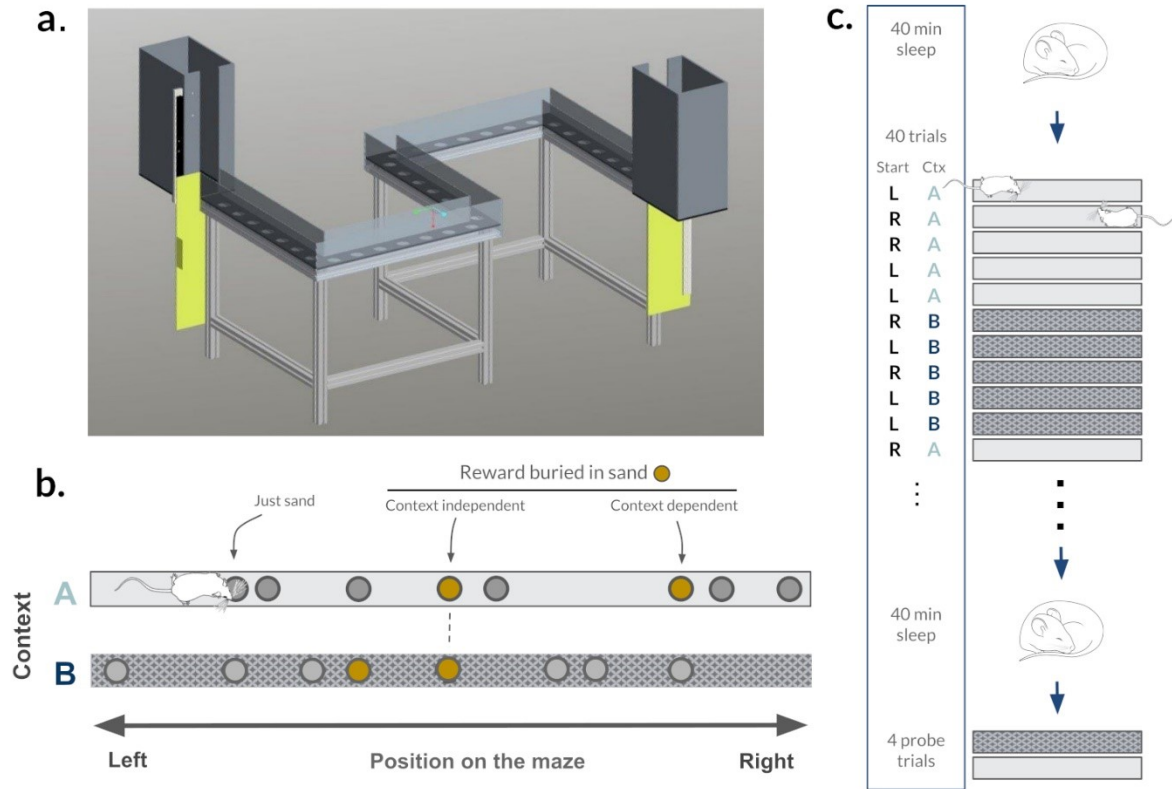 a.
b.
Reward buried in sand
Just sand
Context independent
Context dependent
Context
A
B
Left
Position on the maze
Right
c.
40 min
sleep
40 trials
Start Ctx
L A
R A
R A
L A
L A
R B
L B
R B
L B
L B
R A
⋮
40 min
sleep
4 probe
trials